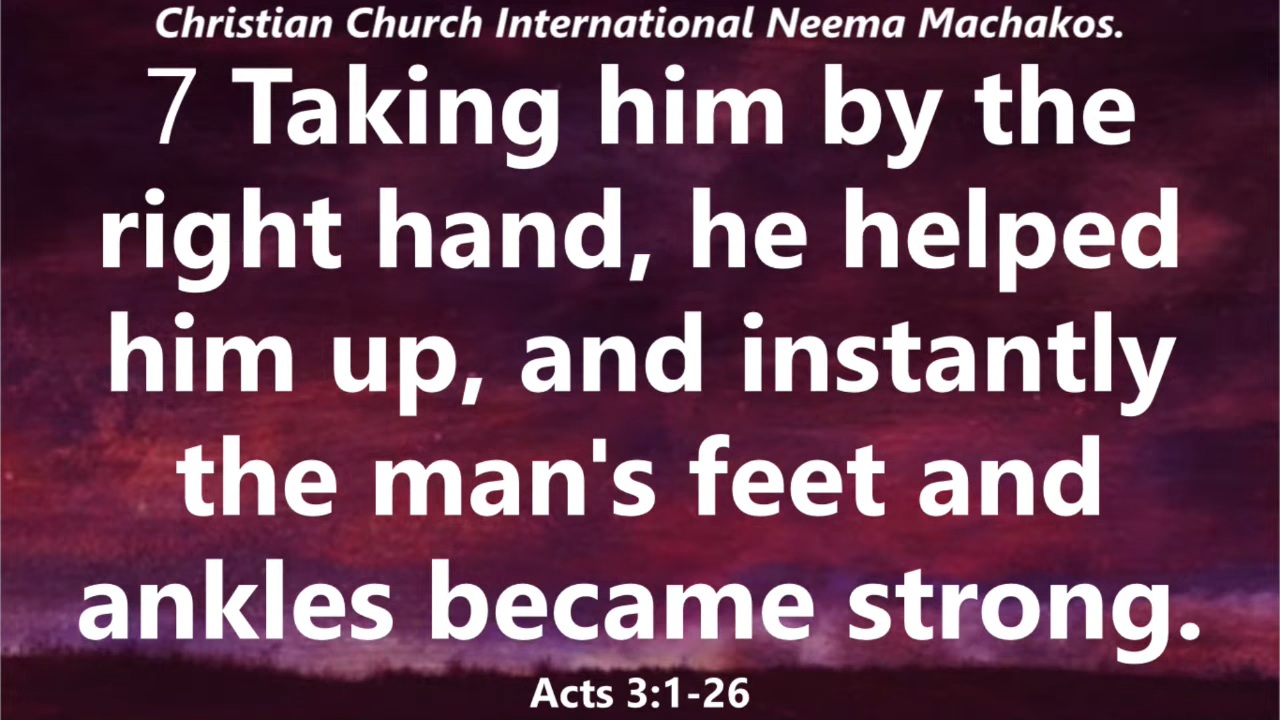 Christian Church International Neema Machakos.
7 Taking him by the
right hand, he helped
him up, and instantly
the man's feet and
ankles became strong.
Acts 3:1-26